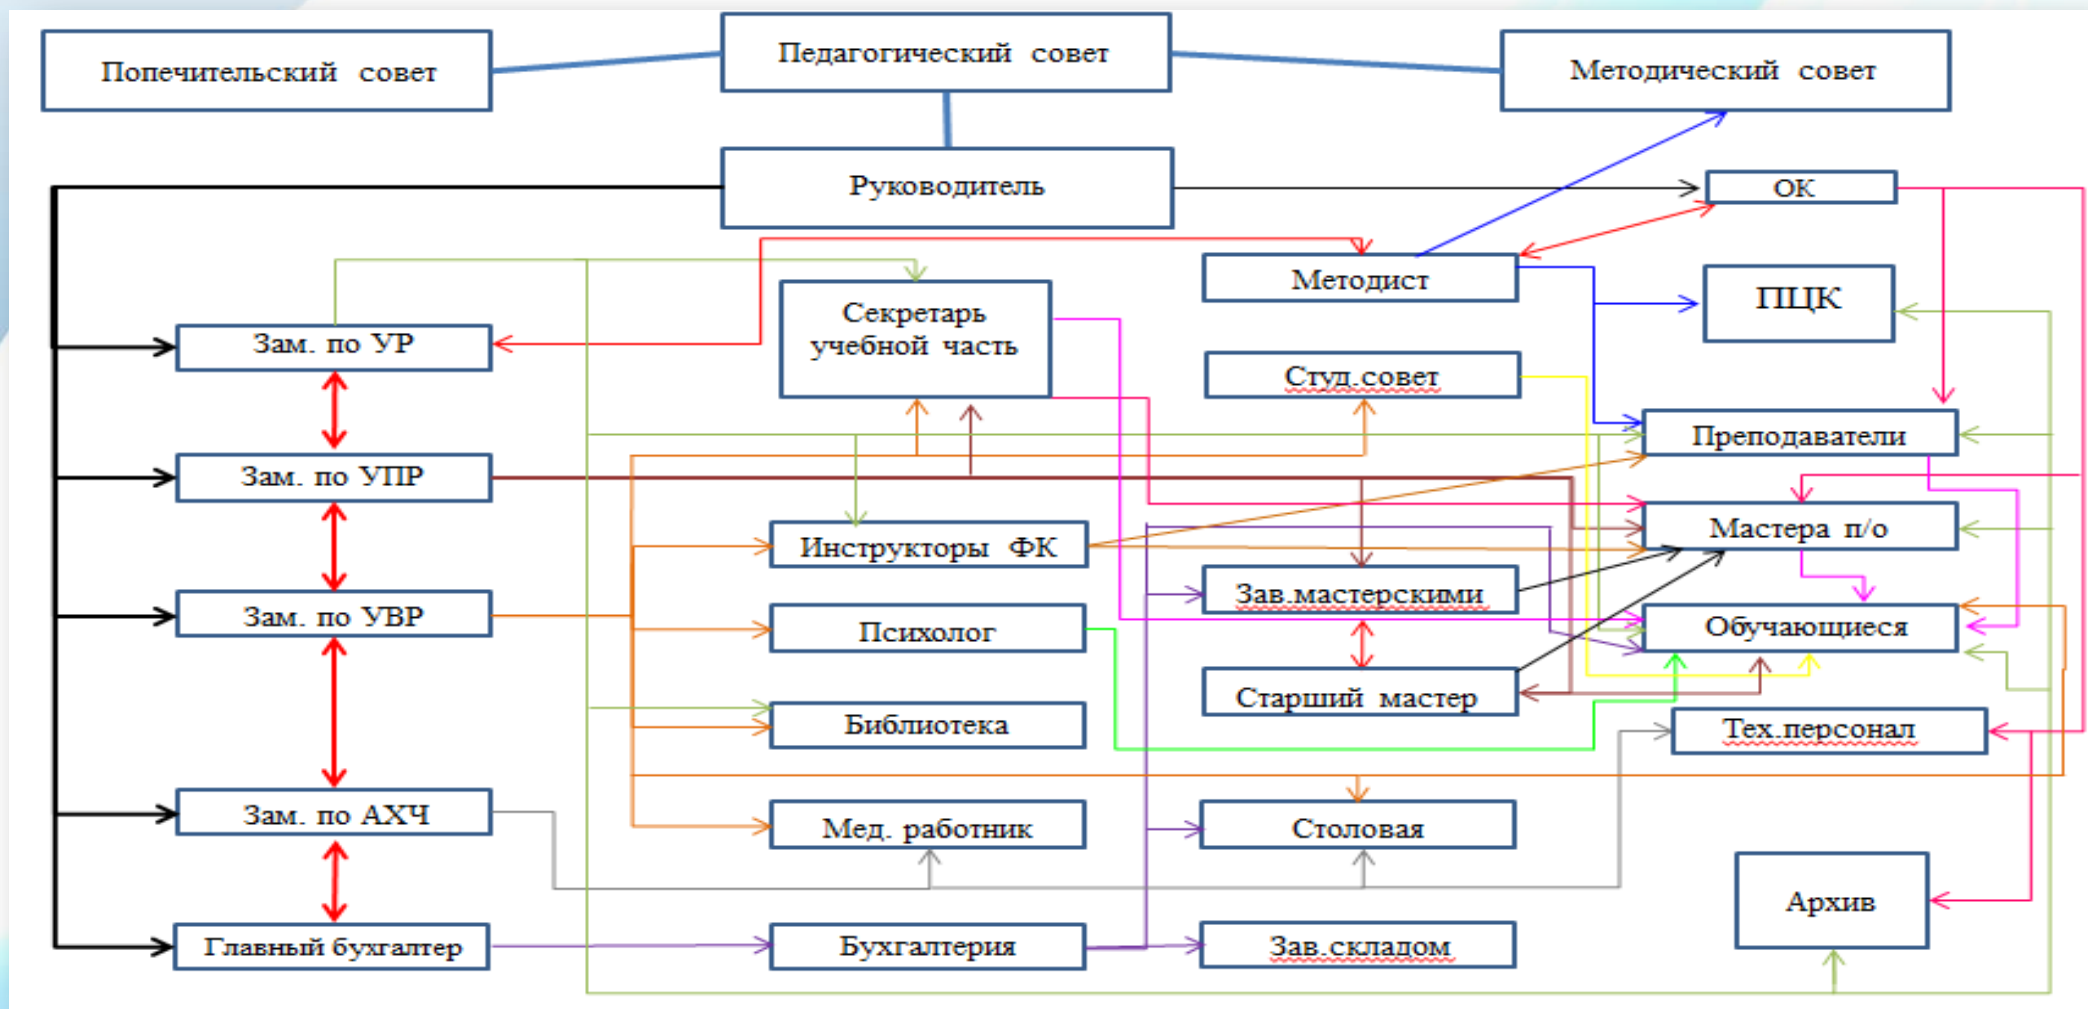 Попечительский совет
Педагогический совет
Методический совет
Руководитель
ОК
Методист
ПЦК
Секретарь
учебной часть
Зам. по УР
Студ.совет
Преподаватели
Зам. по УПР
Мастера п/о
Инструкторы ФК
Зав.мастерскими
Зам. по УВР
Психолог
Обучающиеся
Старший мастер
Библиотека
Тех.персонал
Зам. по АХЧ
Мед. работник
Столовая
Архив
Главный бухгалтер
Бухгалтерия
Зав.складом